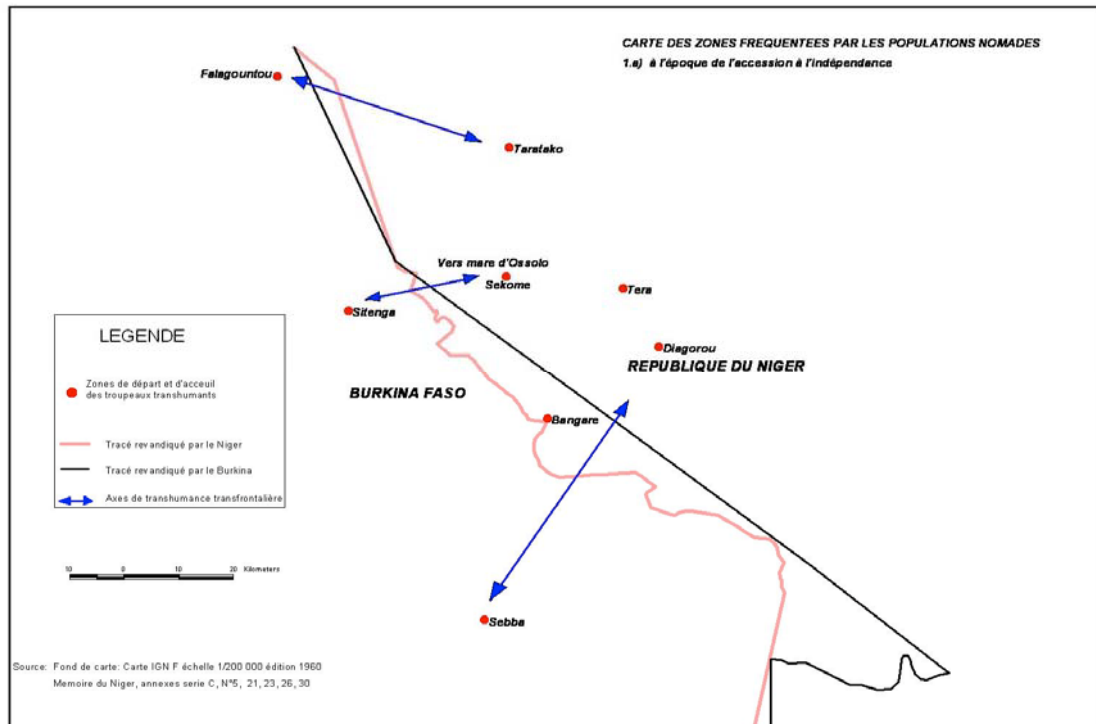 CARTE DES ZONES FREQUENTEES PAR LES POPULATIONS NOMADES
1.a) à l'époque de l'accession à l'indépendance
Falagountou
Taratako
Vers mare d'Ossolo
Sekome
Tera
Sitenga
Diagorou
REPUBLIQUE DU NIGER
BURKINA FASO
Bangare
Sebba
LEGENDE
Zones de départ et d'acceuil
des troupeaux transhumants
Tracé revandiqué par le Niger
Tracé revandiqué par le Burkina
Axes de transhumance transfrontalière
10 0 10 20 Kilometers
Source: Fond de carte: Carte IGN F échelle 1/200 000 édition 1960
Memoire du Niger, annexes serie C, N°5, 21, 23, 26, 30